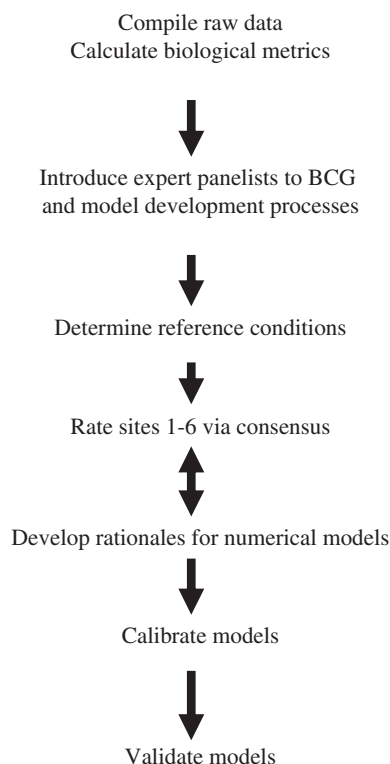 Compile raw data
Calculate biological metrics
Introduce expert panelists to BCG
and model development processes
Determine reference conditions
Rate sites 1-6 via consensus
Develop rationales for numerical models
Calibrate models
Validate models